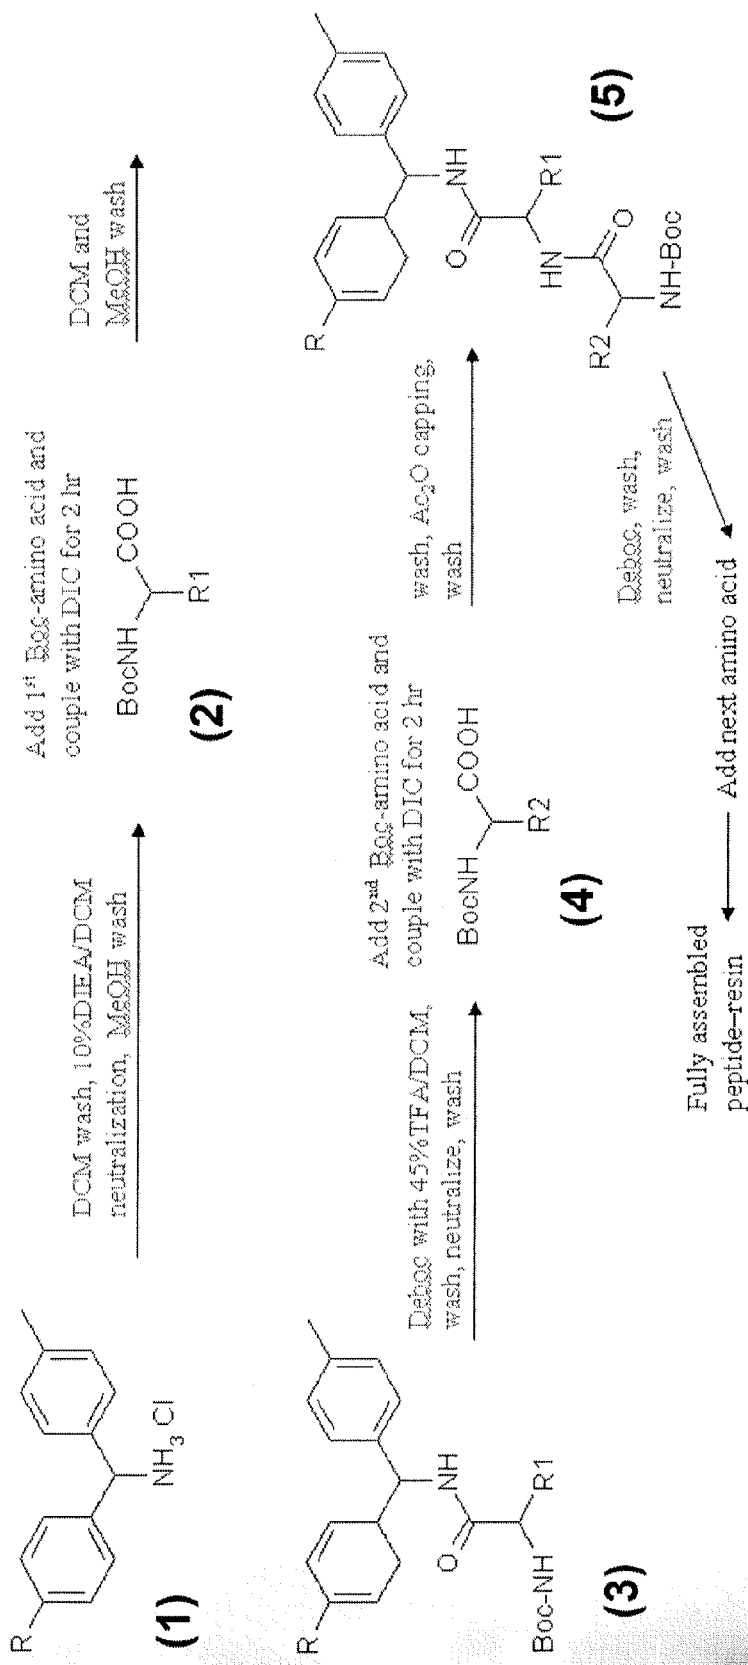 R
NH3 Cl
(1)
DCM wash, 10%DIEA/DCM
neutralization, MeOH wash
Add 1st Boc-amino acid and
couple with DIC for 2 hr
BocNH
COOH
R1
(2)
DCM and
MeOH wash
R
NH
O
R1
Boc-NH
(3)
Deboc with 45%TFA/DCM,
wash, neutralize, wash
Add 2nd Boc-amino acid and
couple with DIC for 2 hr
BocNH
COOH
R2
(4)
wash, Ac2O capping,
wash
R
NH
O
R1
HN
O
R2
NH-Boc
(5)
Deboc, wash,
neutralize, wash
Add next amino acid
Fully assembled
peptide–resin